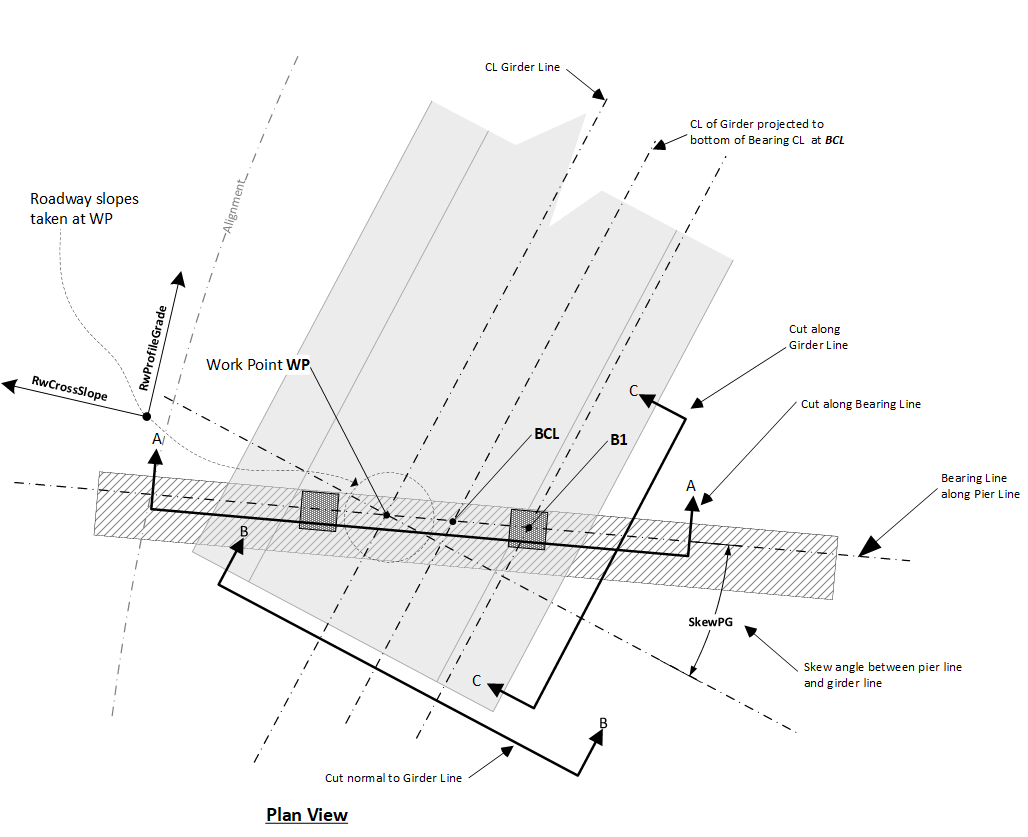 CL Girder Line
CL of Girder projected to
bottom of Bearing CL at BCL
Roadway slopes
taken at WP
Alignment
RwProfileGrade
RwCrossSlope
Work Point WP
Cut along
Girder Line
C
Cut along Bearing Line
BCL
B1
A
A
Bearing Line
along Pier Line
B
SkewPG
Skew angle between pier line
and girder line
C
B
Cut normal to Girder Line
Plan View